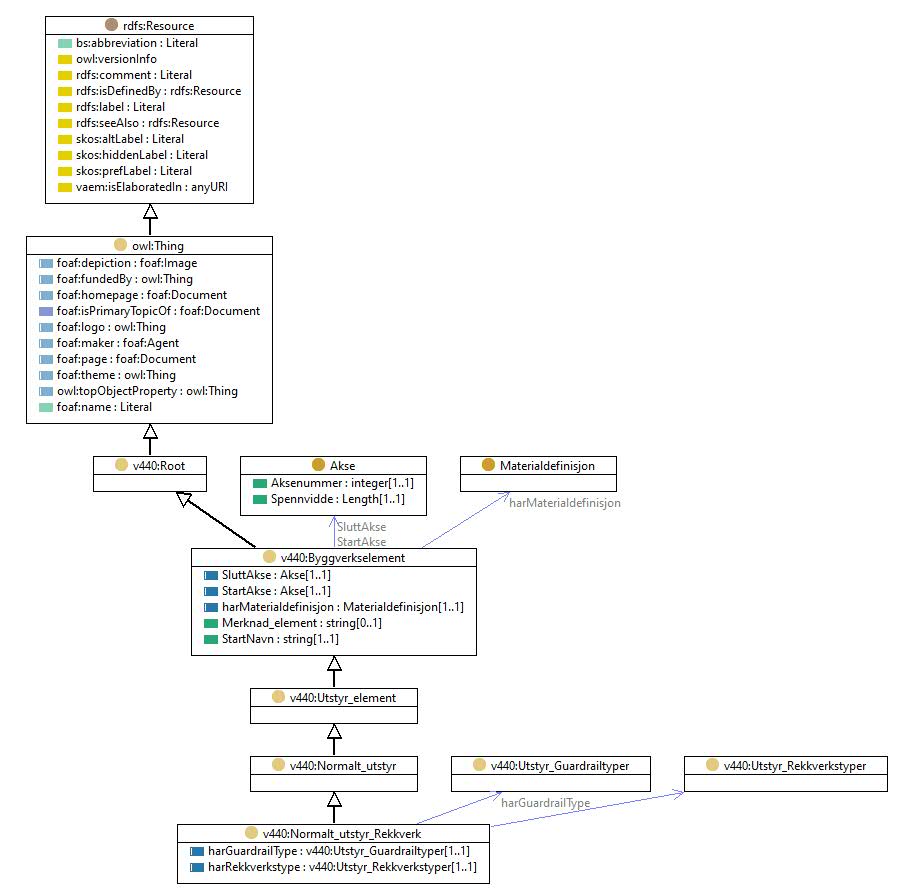 rdfs:Resource
bs:abbreviation : Literal
owl:versionInfo
rdfs:comment : Literal
rdfs:isDefinedBy : rdfs:Resource
rdfs:label : Literal
rdfs:seeAlso : rdfs:Resource
skos:altLabel : Literal
skos:hiddenLabel : Literal
skos:prefLabel : Literal
vaem:isElaboratedIn : anyURI
owl:Thing
foaf:depiction : foaf:Image
foaf:fundedBy : owl:Thing
foaf:homepage : foaf:Document
foaf:isPrimaryTopicOf : foaf:Document
foaf:logo : owl:Thing
foaf:maker : foaf:Agent
foaf:page : foaf:Document
foaf:theme : owl:Thing
owl:topObjectProperty : owl:Thing
foaf:name : Literal
v440:Root
Akse
Aksenummer : integer[1..1]
Spennvidde : Length[1..1]
Materialdefinisjon
harMaterialdefinisjon
SluttAkse
StartAkse
v440:Byggverkselement
SluttAkse : Akse[1..1]
StartAkse : Akse[1..1]
harMaterialdefinisjon : Materialdefinisjon[1..1]
Merknad_element : string[0..1]
StartNavn : string[1..1]
v440:Utstyr_element
v440:Normalt_utstyr
v440:Utstyr_Guardrailtyper
v440:Utstyr_Rekkverkstyper
harGuardrailType
v440:Normalt_utstyr_Rekkverk
harGuardrailType : v440:Utstyr_Guardrailtyper[1..1]
harRekkverkstype : v440:Utstyr_Rekkverkstyper[1..1]